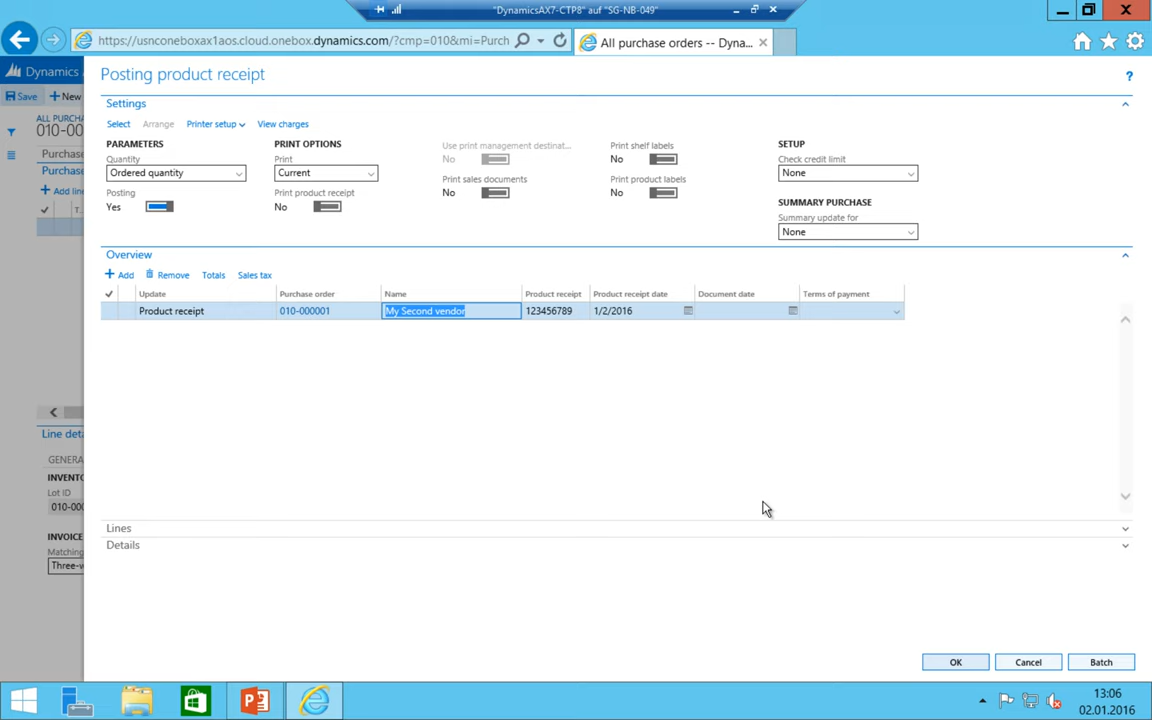 "DynamicsAX7-CTP8" auf "SG-NB-049"
https://usnconeboxax1aos.cloud.onebox.dynamics.com/?cmp=010&mi=Purch
All purchase orders -- Dyna...
Dynamics
Posting product receipt
?
Save
New
Settings
ALL PURCHA
010-00
Select
Arrange
Printer setup
View charges
PARAMETERS
PRINT OPTIONS
Use print management destinat...
Print shelf labels
SETUP
Purchase
Quantity
Print
No
No
Check credit limit
Purchase
Ordered quantity
Current
None
Print sales documents
Print product labels
Add line
Posting
Print product receipt
No
No
SUMMARY PURCHASE
Yes
No
T...
Summary update for
None
Overview
Add
Remove
Totals
Sales tax
Update
Purchase order
Name
Product receipt
Product receipt date
Document date
Terms of payment
Product receipt
010-000001
My Second vendor
123456789
1/2/2016
Line deta
GENERA
INVENTO
Lot ID
010-000
Lines
INVOICE
Details
Matching
Three-w
OK
Cancel
Batch
13:06
02.01.2016